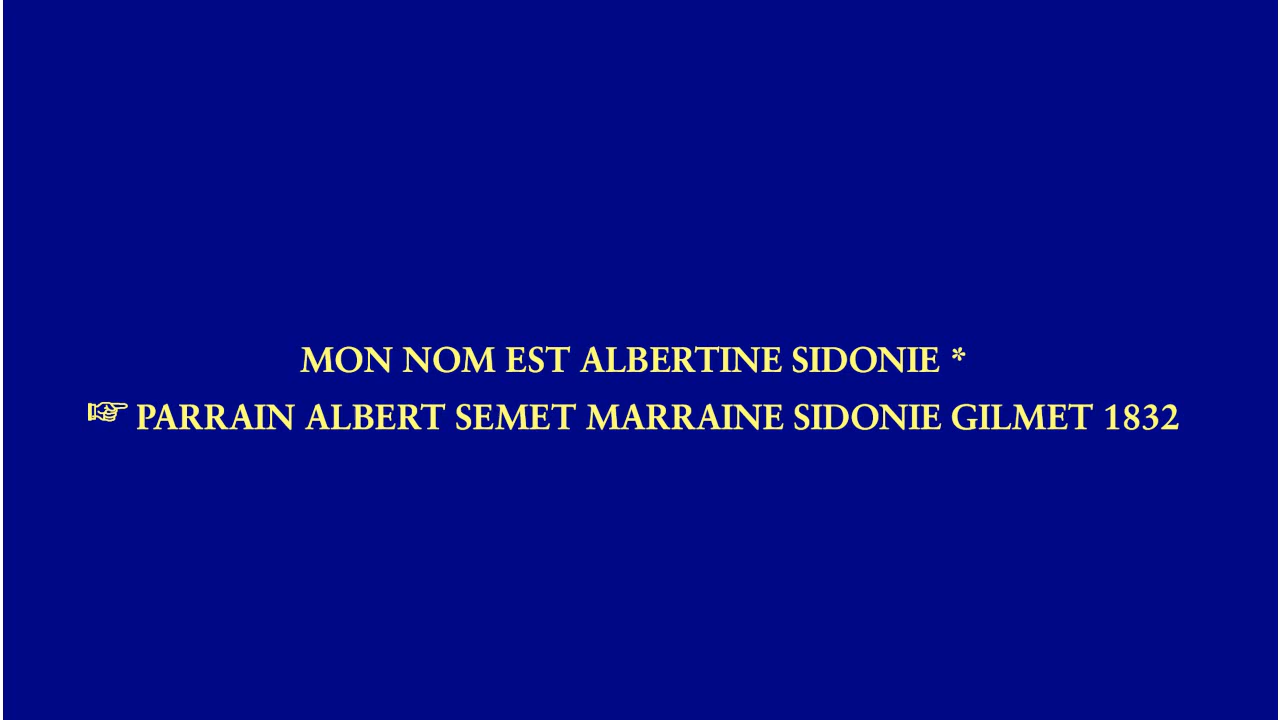 MON NOM EST ALBERTINE SIDONIE *
☞ PARRAIN ALBERT SEMET MARRAINE SIDONIE GILMET 1832